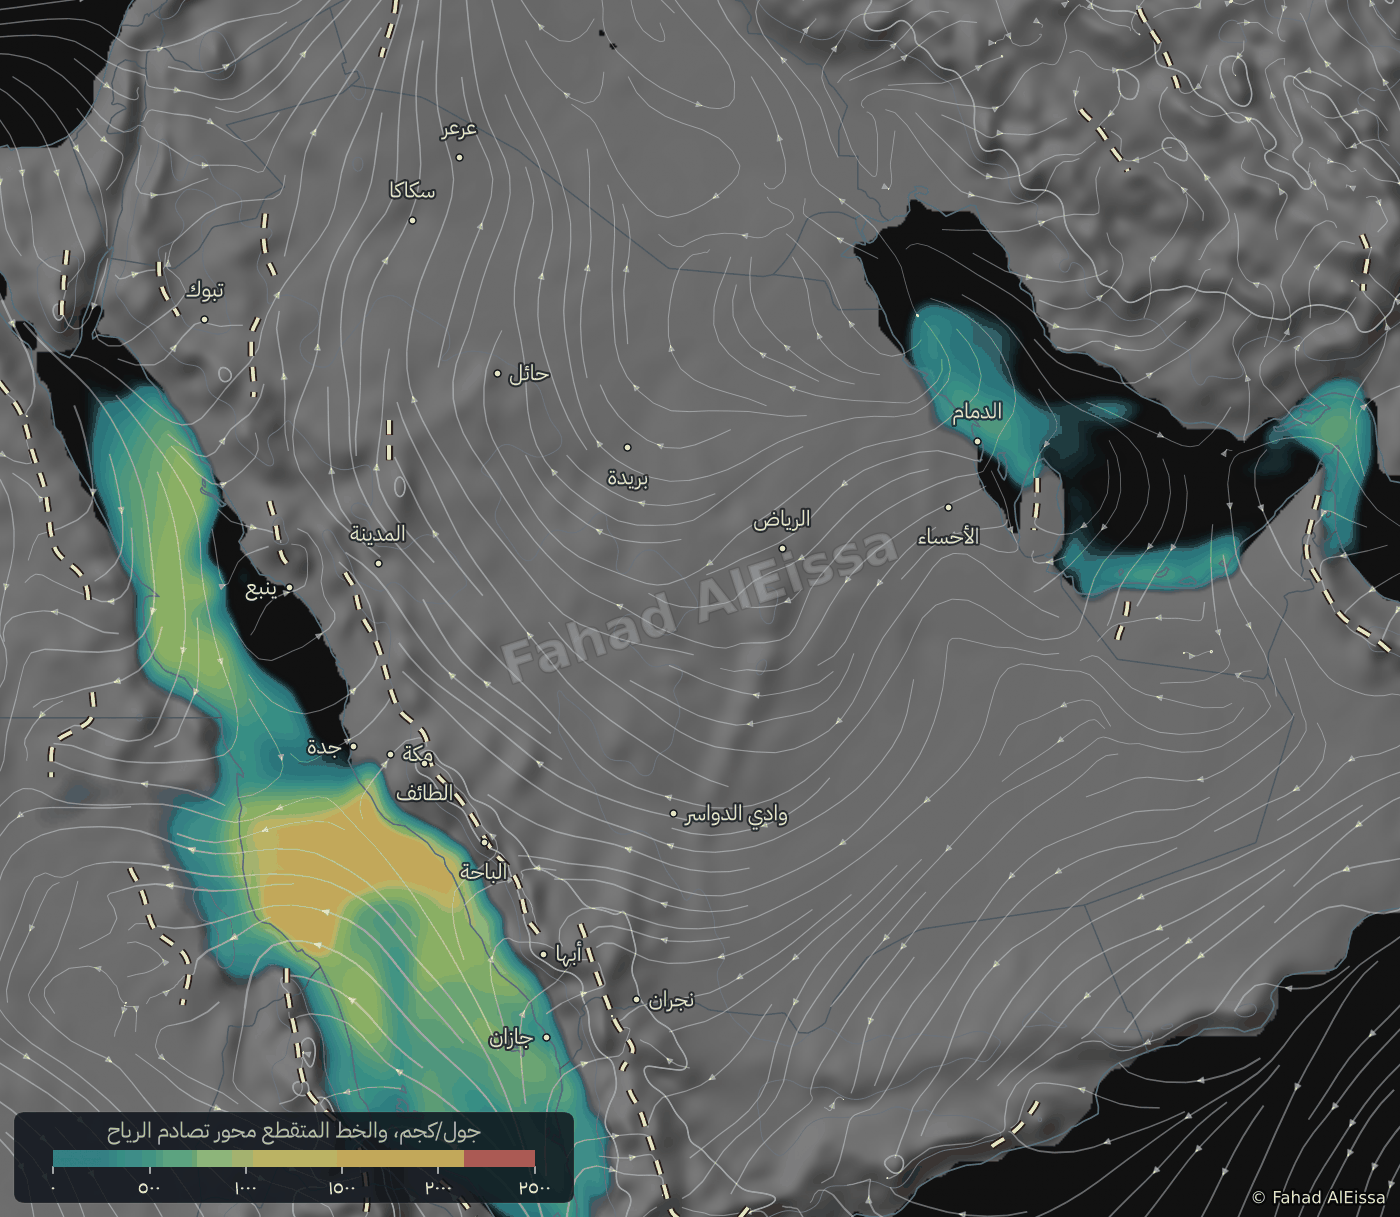 عرعر
سكاكا
تبوك
حائل
الدمام
بريدة
الرياض
الأحساء
المدينة
ينبع
Fahad AlEissa
جدة
مكة
الطائف
وادي الدواسر
الباحة
أبها
نجران
جازان
جول/كجم، والخط المتقطع محور تصادم الرياح
٠ ٥٠٠ ١٠٠٠ ١٥٠٠ ٢٠٠٠ ٢٥٠٠
© Fahad AlEissa